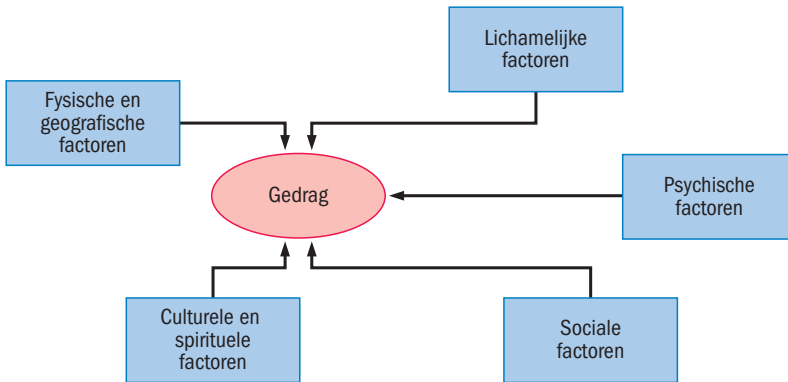 Lichamelijke
factoren
Fysische en
geografische
factoren
Gedrag
Psychische
factoren
Culturele en
spirituele
factoren
Sociale
factoren